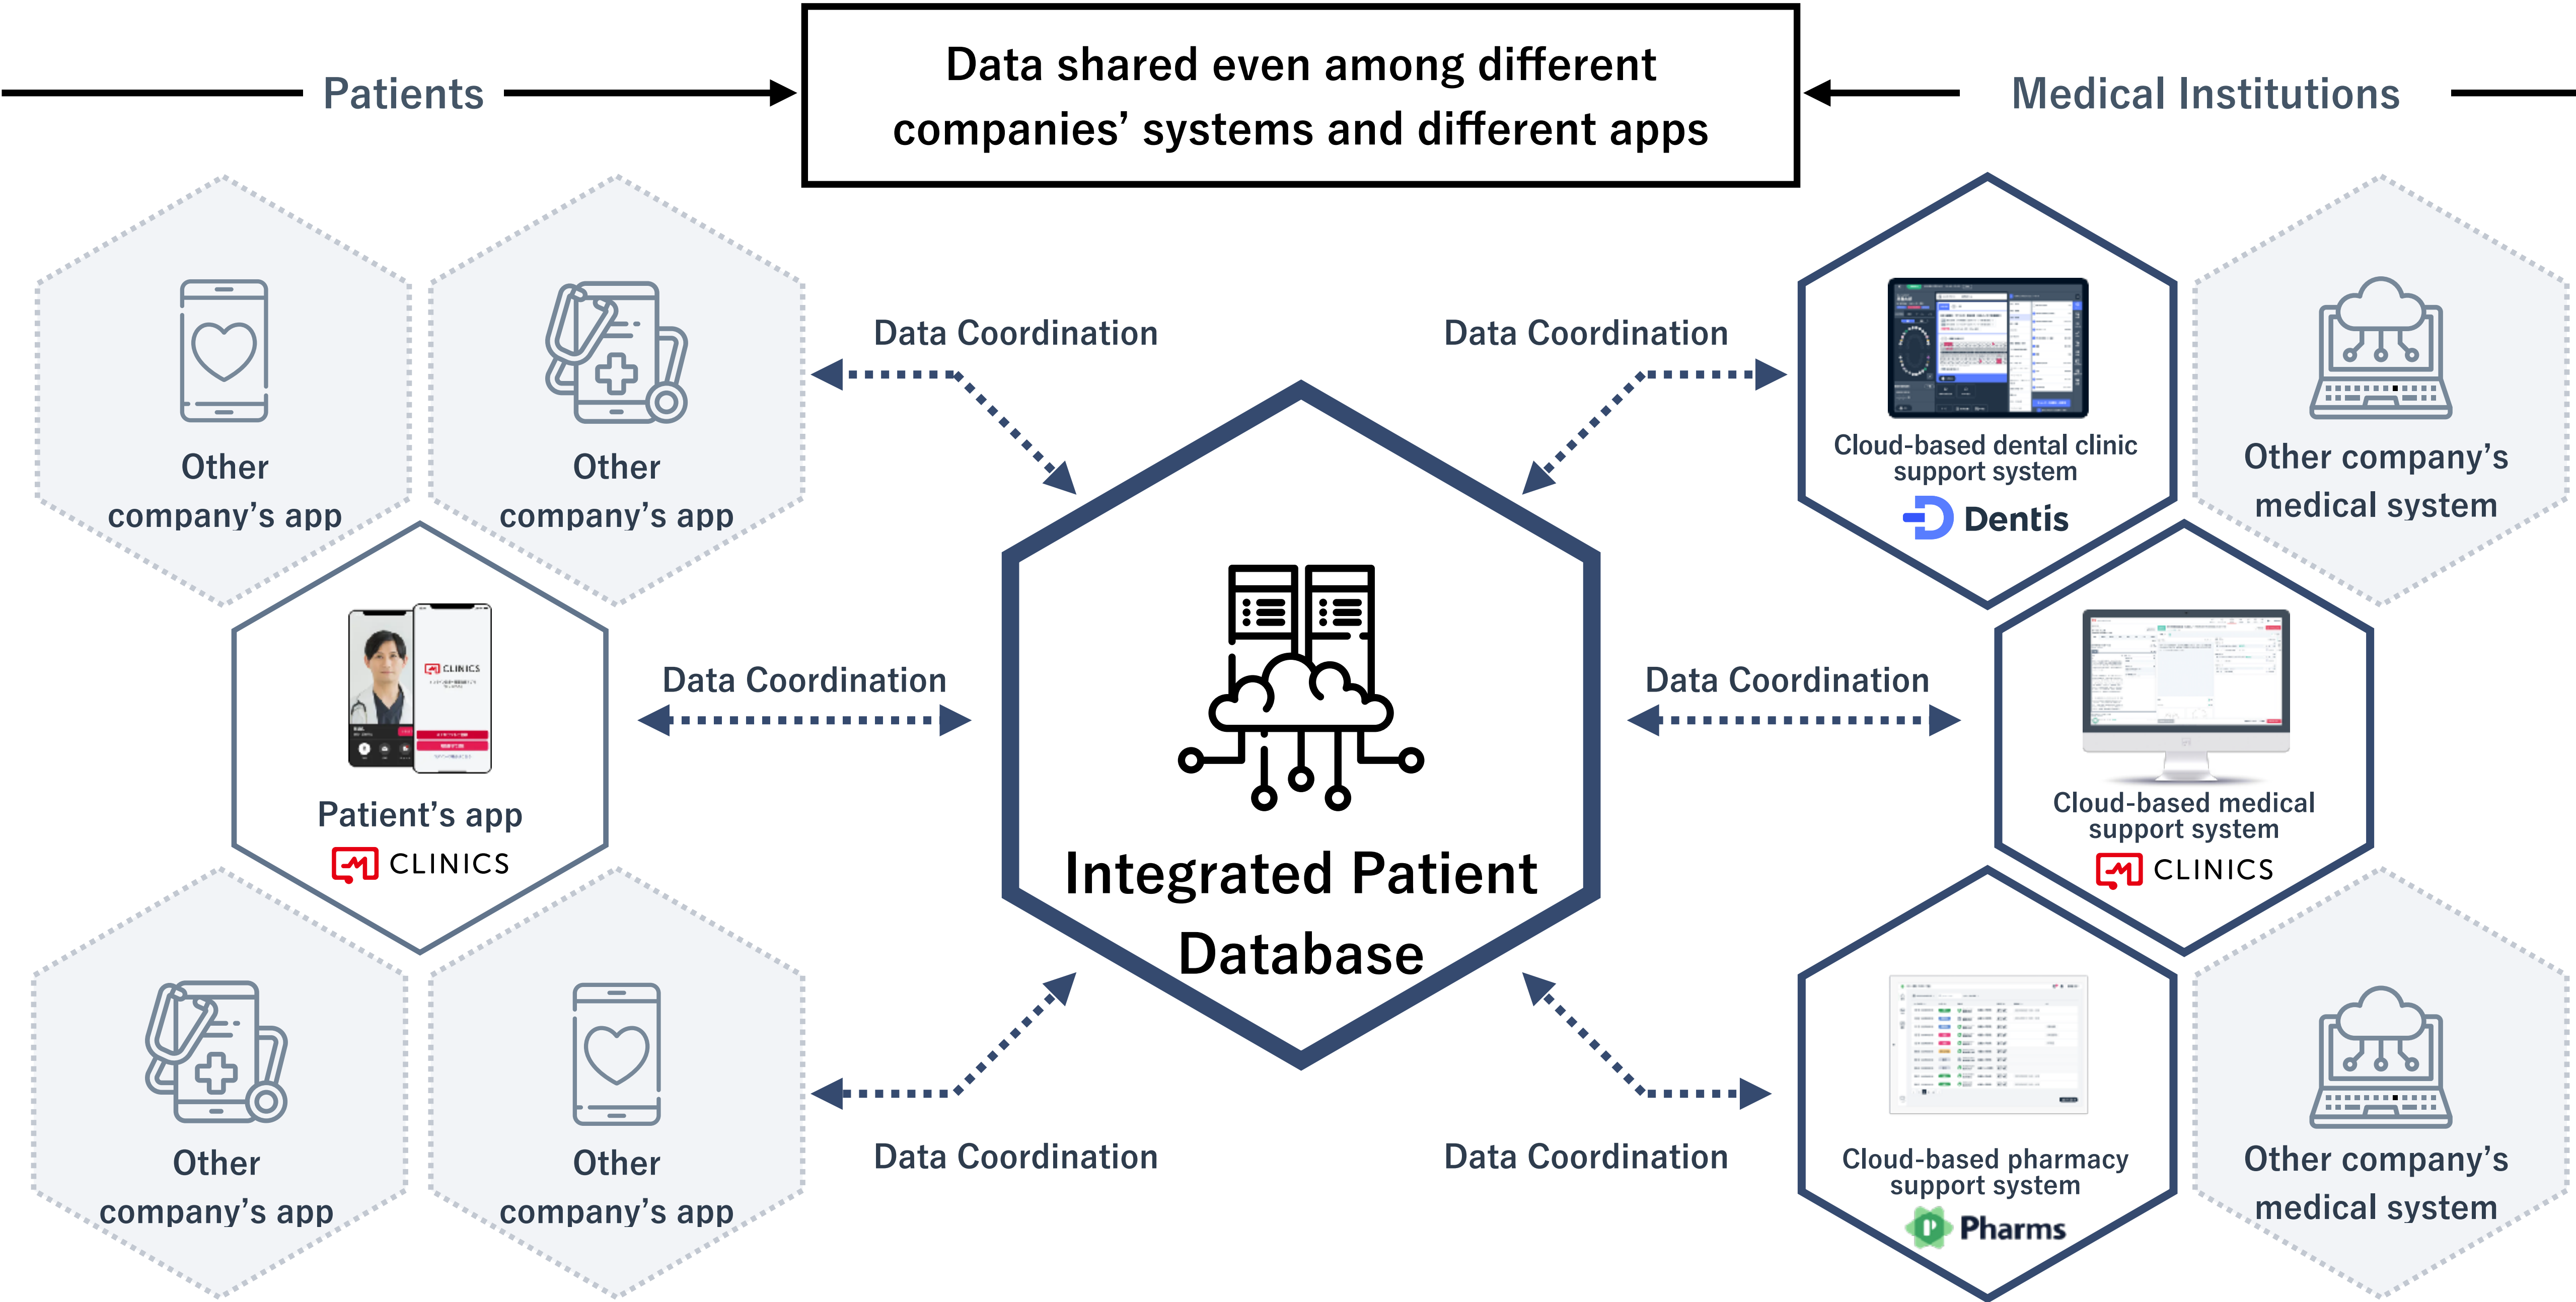 Data shared even among different
companies’ systems and different apps
Patients
Medical Institutions
Other
company’s app
Other
company’s app
Data Coordination
Data Coordination
Cloud-based dental clinic
support system
Dentis
Other company’s
medical system
CLINICS
Patient’s app
CLINICS
Data Coordination
Integrated Patient
Database
Data Coordination
Cloud-based medical
support system
CLINICS
Other
company’s app
Other
company’s app
Data Coordination
Data Coordination
Cloud-based pharmacy
support system
Pharms
Other company’s
medical system